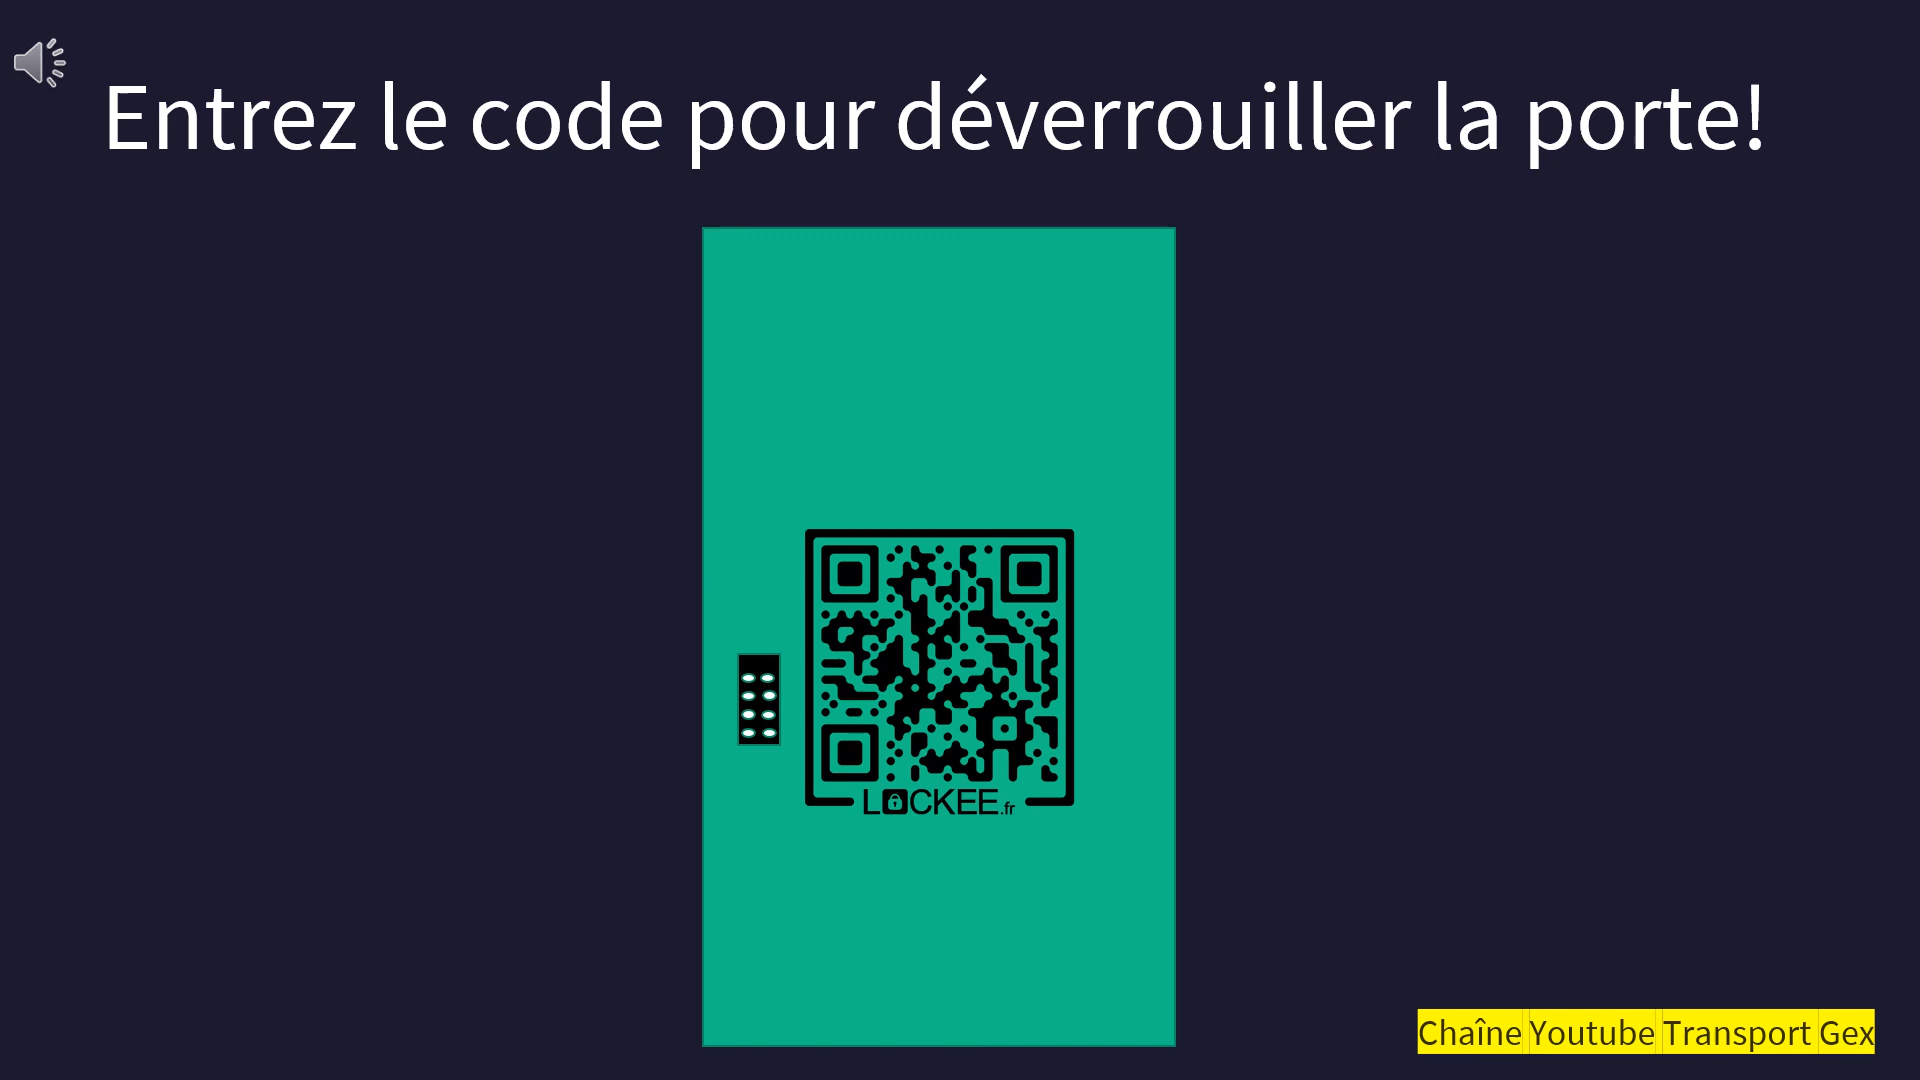 Entrez le code pour déverrouiller la porte!
LOCKEE.fr
Chaîne Youtube Transport Gex